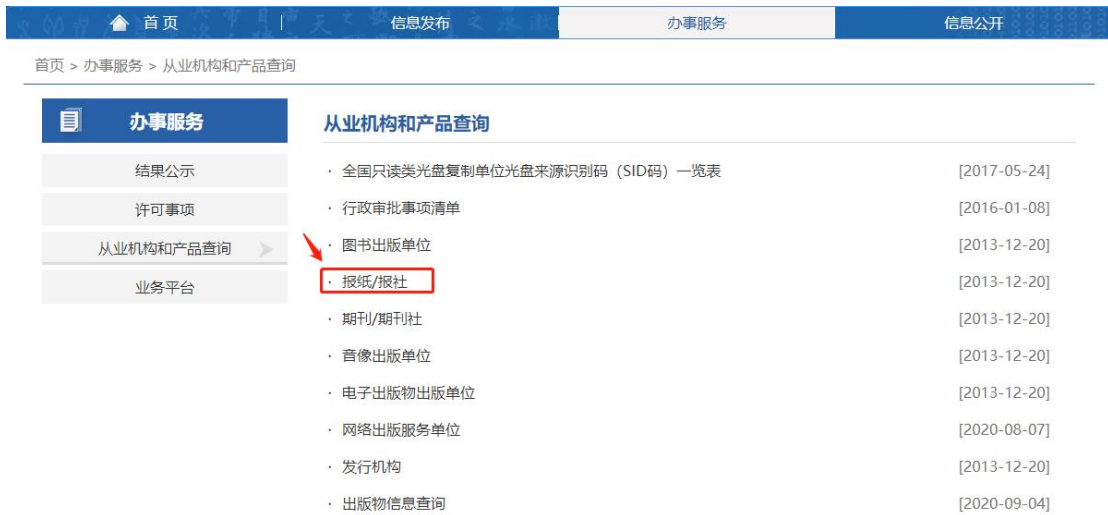 首页 信息发布 办事服务 信息公开
首页 > 办事服务 > 从业机构和产品查询
办事服务
结果公示
许可事项
从业机构和产品查询
业务平台
从业机构和产品查询
· 全国只读类光盘复制单位光盘来源识别码（SID码）一览表 [2017-05-24]
· 行政审批事项清单 [2016-01-08]
· 图书出版单位 [2013-12-20]
· 报纸/报社 [2013-12-20]
· 期刊/期刊社 [2013-12-20]
· 音像出版单位 [2013-12-20]
· 电子出版物出版单位 [2013-12-20]
· 网络出版服务单位 [2020-08-07]
· 发行机构 [2013-12-20]
· 出版物信息查询 [2020-09-04]